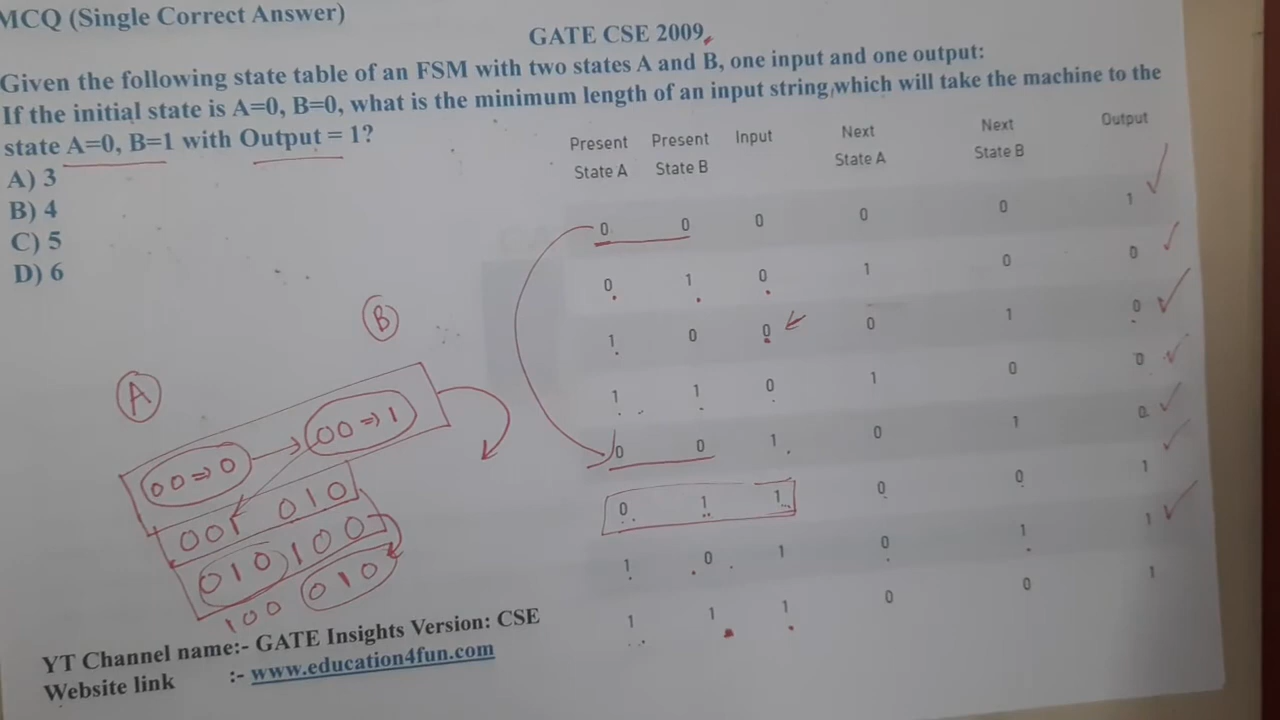 MCQ (Single Correct Answer)
GATE CSE 2009
Given the following state table of an FSM with two states A and B, one input and one output:
If the initial state is A=0, B=0, what is the minimum length of an input string which will take the machine to the
state A=0, B=1 with Output = 1?
A) 3
B) 4
C) 5
D) 6
Present State A Present State B Input Next State A Next State B Output
0 0 0 0 0 1
0 1 0 1 0 0
1 0 0 0 1 0
1 1 0 1 0 0
0 0 1 0 1 0
0 1 1 0 0 1
1 0 1 0 1 1
1 1 1 0 0 1
A B
00⇒0 → 00⇒1
001 010
010 100
100 010
YT Channel name:- GATE Insights Version: CSE
Website link :- www.education4fun.com